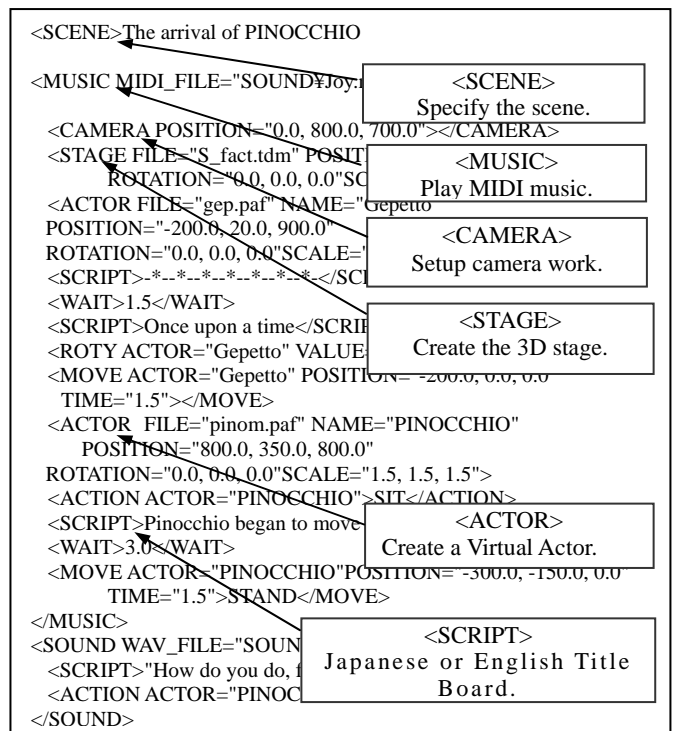 <SCENE>The arrival of PINOCCHIO
<MUSIC MIDI_FILE="SOUND¥Joy.
<CAMERA POSITION="0.0, 800.0, 700.0"></CAMERA>
<STAGE FILE="S_fact.tdm" POSITI
ROTATION="0.0, 0.0, 0.0"SC
<ACTOR FILE="gep.paf" NAME="Gepetto"
POSITION="-200.0, 20.0, 900.0"
ROTATION="0.0, 0.0, 0.0"SCALE="
<SCRIPT>-*--*--*--*--*--*--*-</SCR
<WAIT>1.5</WAIT>
<SCRIPT>Once upon a time</SCRIP
<ROTY ACTOR="Gepetto" VALUE=
<MOVE ACTOR="Gepetto" POSITION="-200.0, 0.0, 0.0"
TIME="1.5"></MOVE>
<ACTOR FILE="pinom.paf" NAME="PINOCCHIO"
POSITION="800.0, 350.0, 800.0"
ROTATION="0.0, 0.0, 0.0"SCALE="1.5, 1.5, 1.5">
<ACTION ACTOR="PINOCCHIO">SIT</ACTION>
<SCRIPT>Pinocchio began to move
<WAIT>3.0</WAIT>
<MOVE ACTOR="PINOCCHIO"POSITION="-300.0, -150.0, 0.0"
TIME="1.5">STAND</MOVE>
</MUSIC>
<SOUND WAV_FILE="SOUN
<SCRIPT>"How do you do, f
<ACTION ACTOR="PINOC
</SOUND>
<SCENE>
Specify the scene.
<MUSIC>
Play MIDI music.
<CAMERA>
Setup camera work.
<STAGE>
Create the 3D stage.
<ACTOR>
Create a Virtual Actor.
<SCRIPT>
Japanese or English Title
Board.